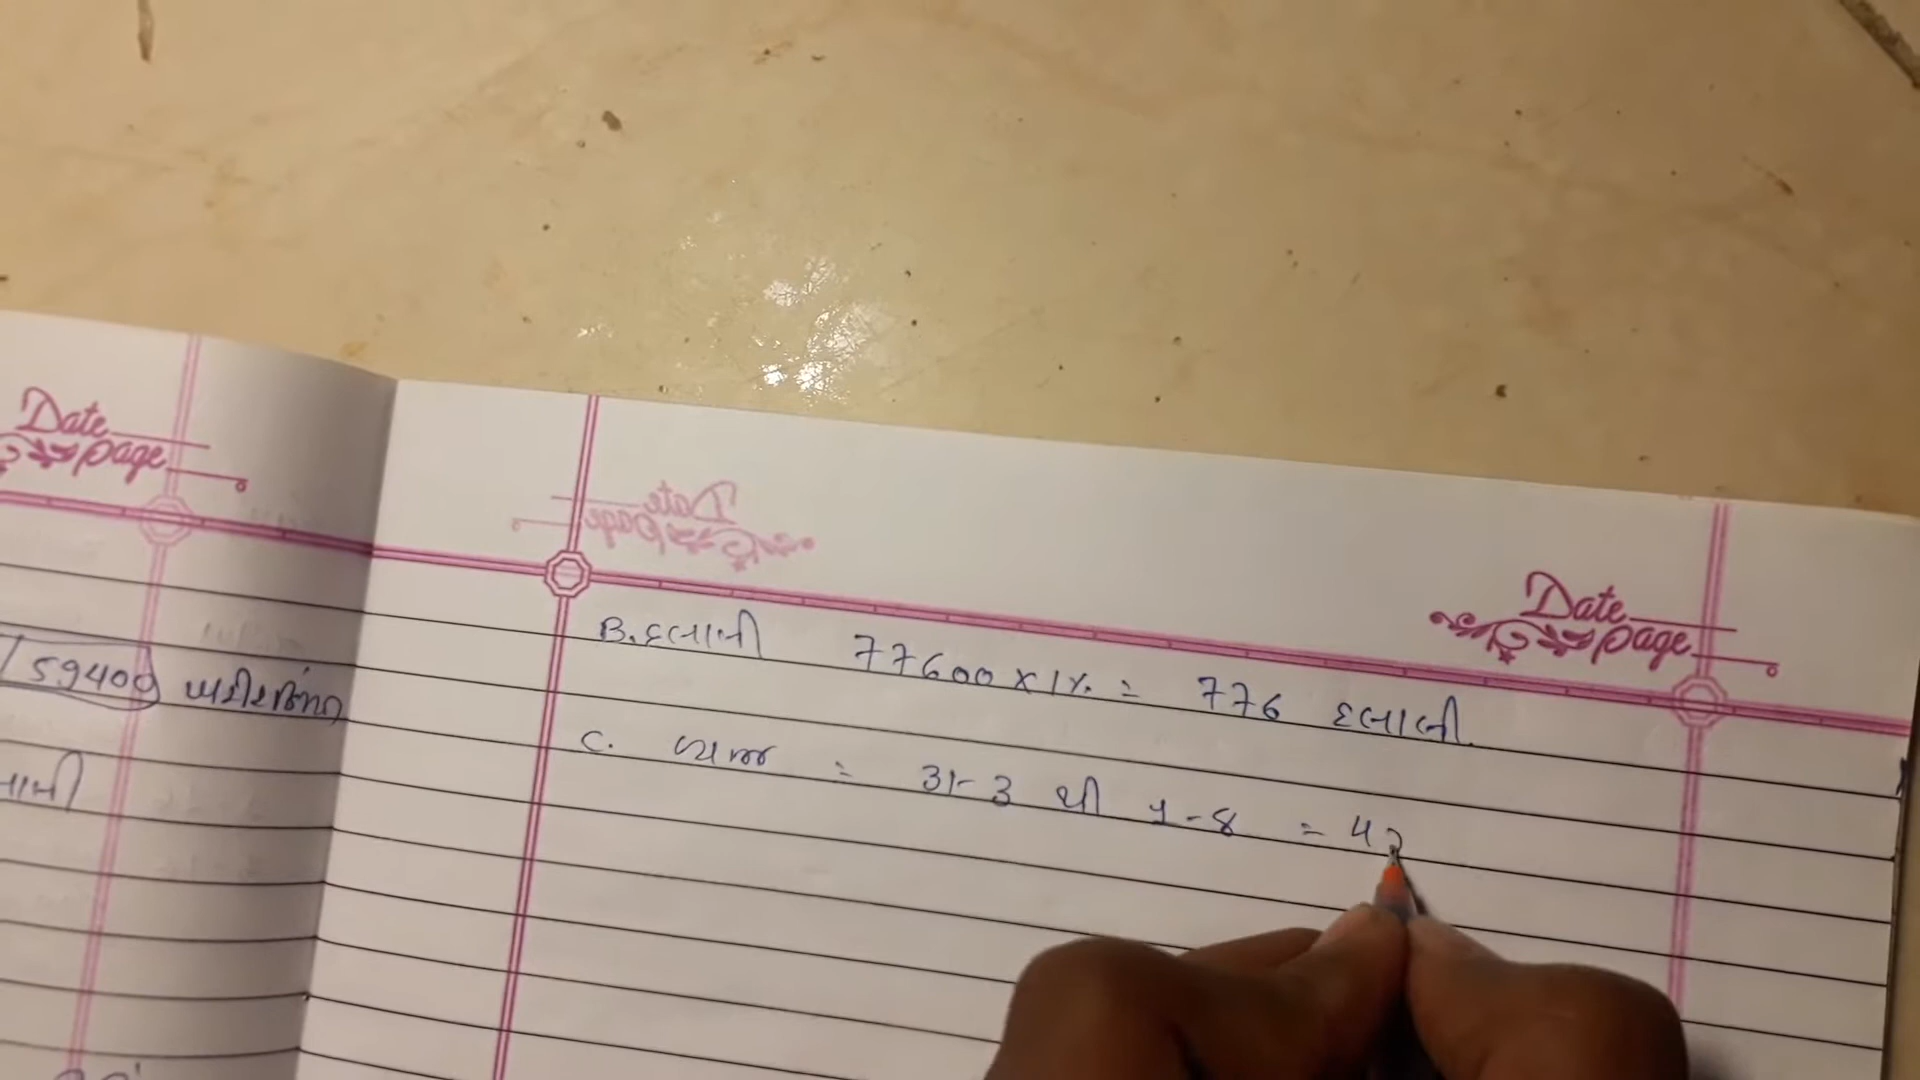 Date
page
59400 ખરીદકિંમત
Date
page
Date
page
B. દલાલી 77600 x 1% = 776 દલાલી.
C. વ્યાજ = 31-3 થી 1-8 = 42